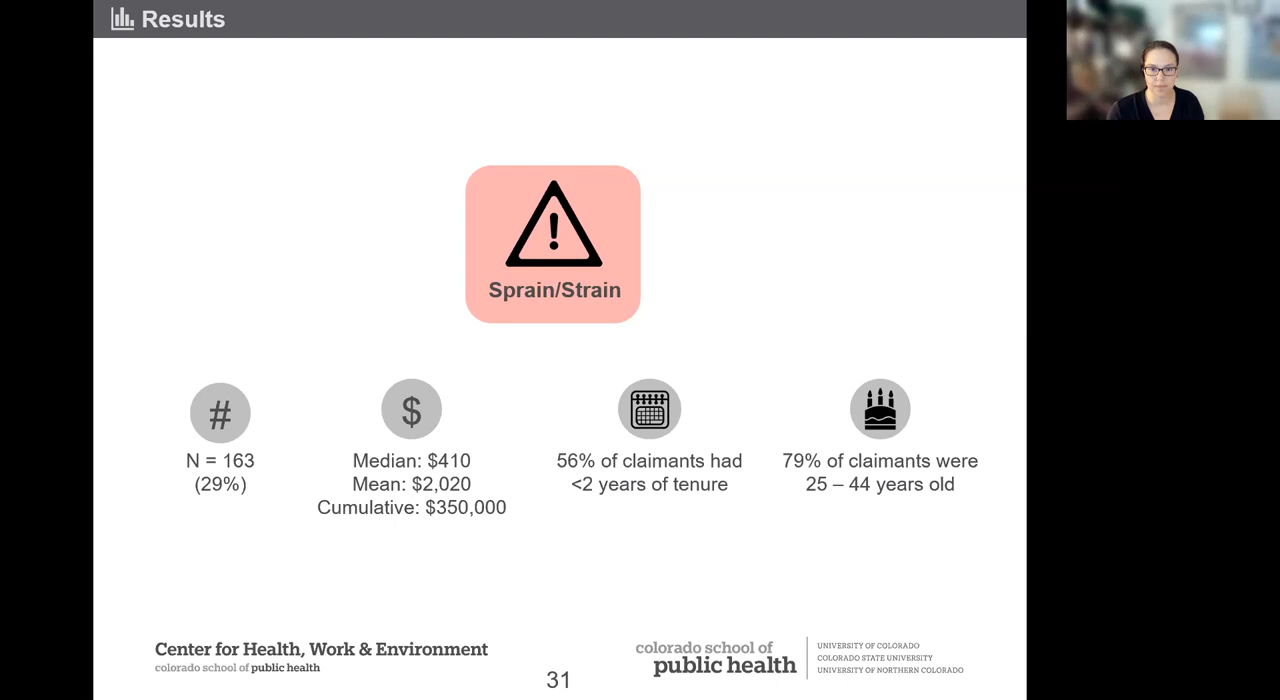 Results
!
Sprain/Strain
#
N = 163
(29%)
$
Median: $410
Mean: $2,020
Cumulative: $350,000
56% of claimants had
<2 years of tenure
79% of claimants were
25 – 44 years old
Center for Health, Work & Environment
colorado school of public health
31
colorado school of
public health
UNIVERSITY OF COLORADO
COLORADO STATE UNIVERSITY
UNIVERSITY OF NORTHERN COLORADO